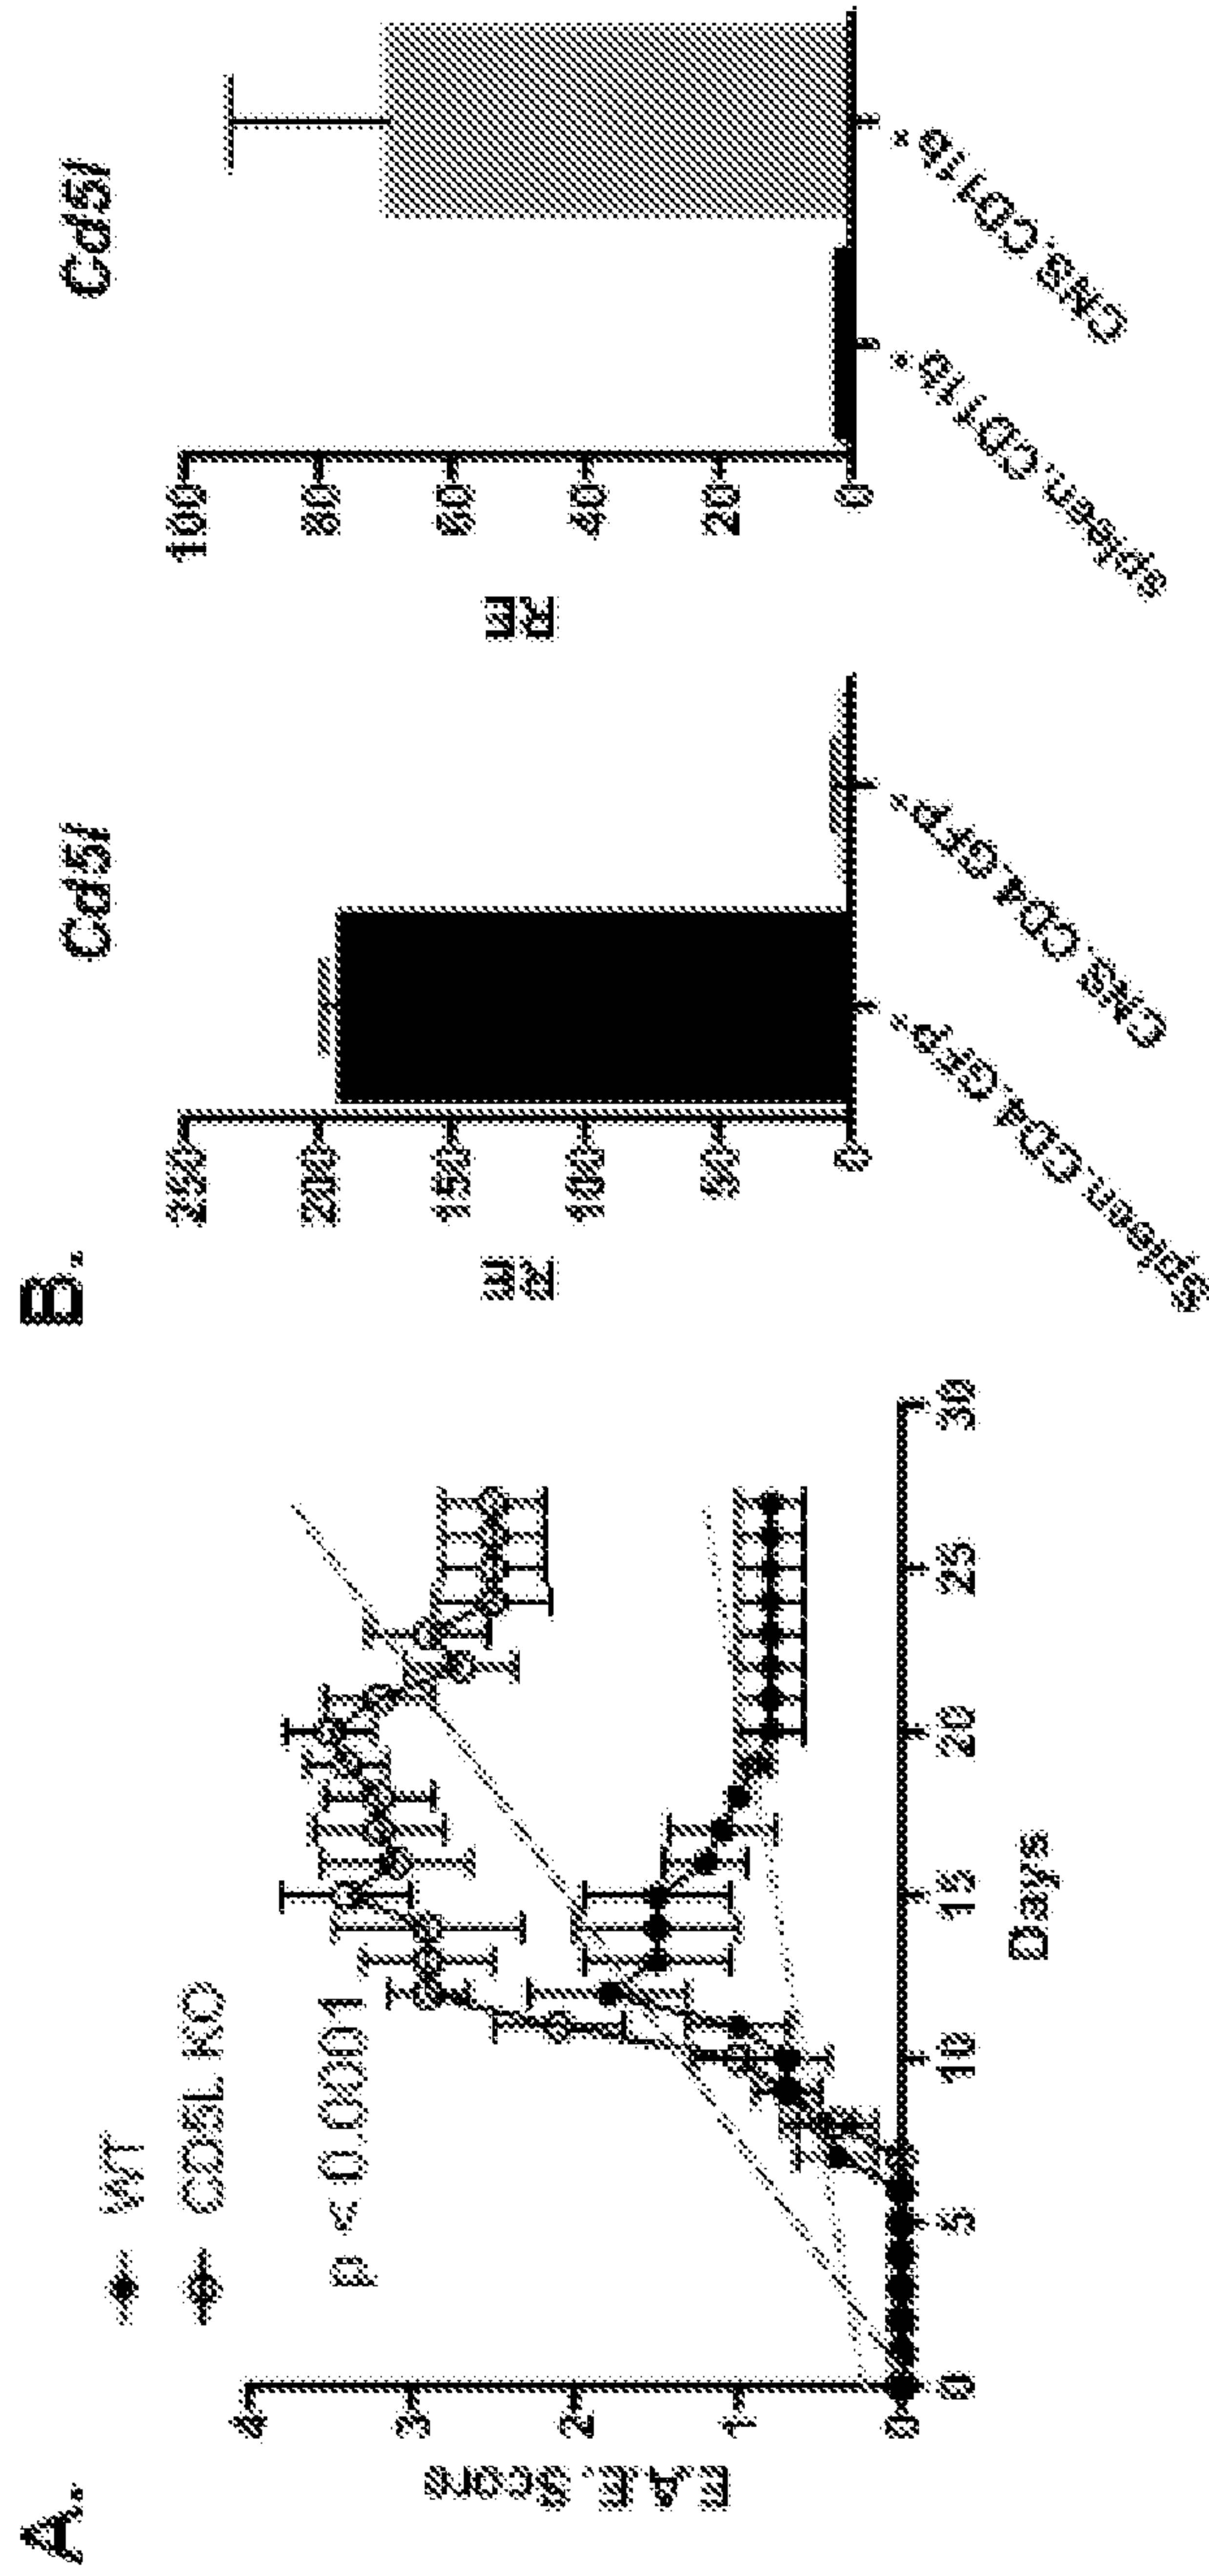 A.
WT
CD5L KO
p < 0.0001
E.A.E. score
4
3
2
1
0
0 5 10 15 20 25 30
Days
B.
Cd5l
RE
250
200
150
100
50
0
Spleen.CD4.GFP⁺
CNS.CD4.GFP⁺
Cd5l
RE
100
80
60
40
20
0
spleen.CD11b⁺
CNS.CD11b⁺